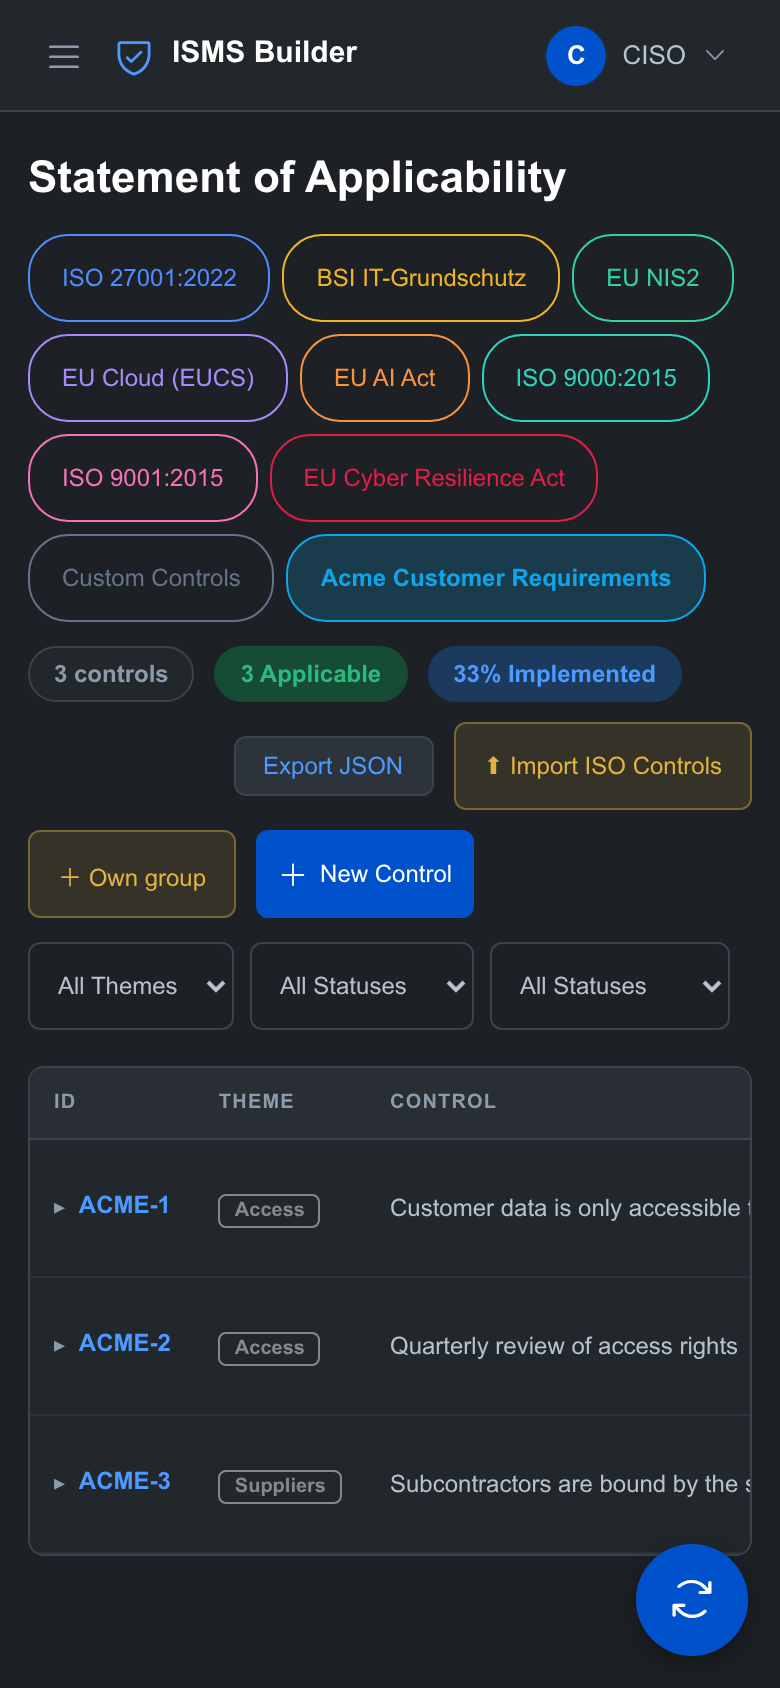 ISMS Builder
C CISO
Statement of Applicability
ISO 27001:2022 BSI IT-Grundschutz EU NIS2
EU Cloud (EUCS) EU AI Act ISO 9000:2015
ISO 9001:2015 EU Cyber Resilience Act
Custom Controls Acme Customer Requirements
3 controls 3 Applicable 33% Implemented
Export JSON ⬆ Import ISO Controls
+ Own group + New Control
All Themes All Statuses All Statuses
ID THEME CONTROL
▸ ACME-1 Access Customer data is only accessible
▸ ACME-2 Access Quarterly review of access rights
▸ ACME-3 Suppliers Subcontractors are bound by the